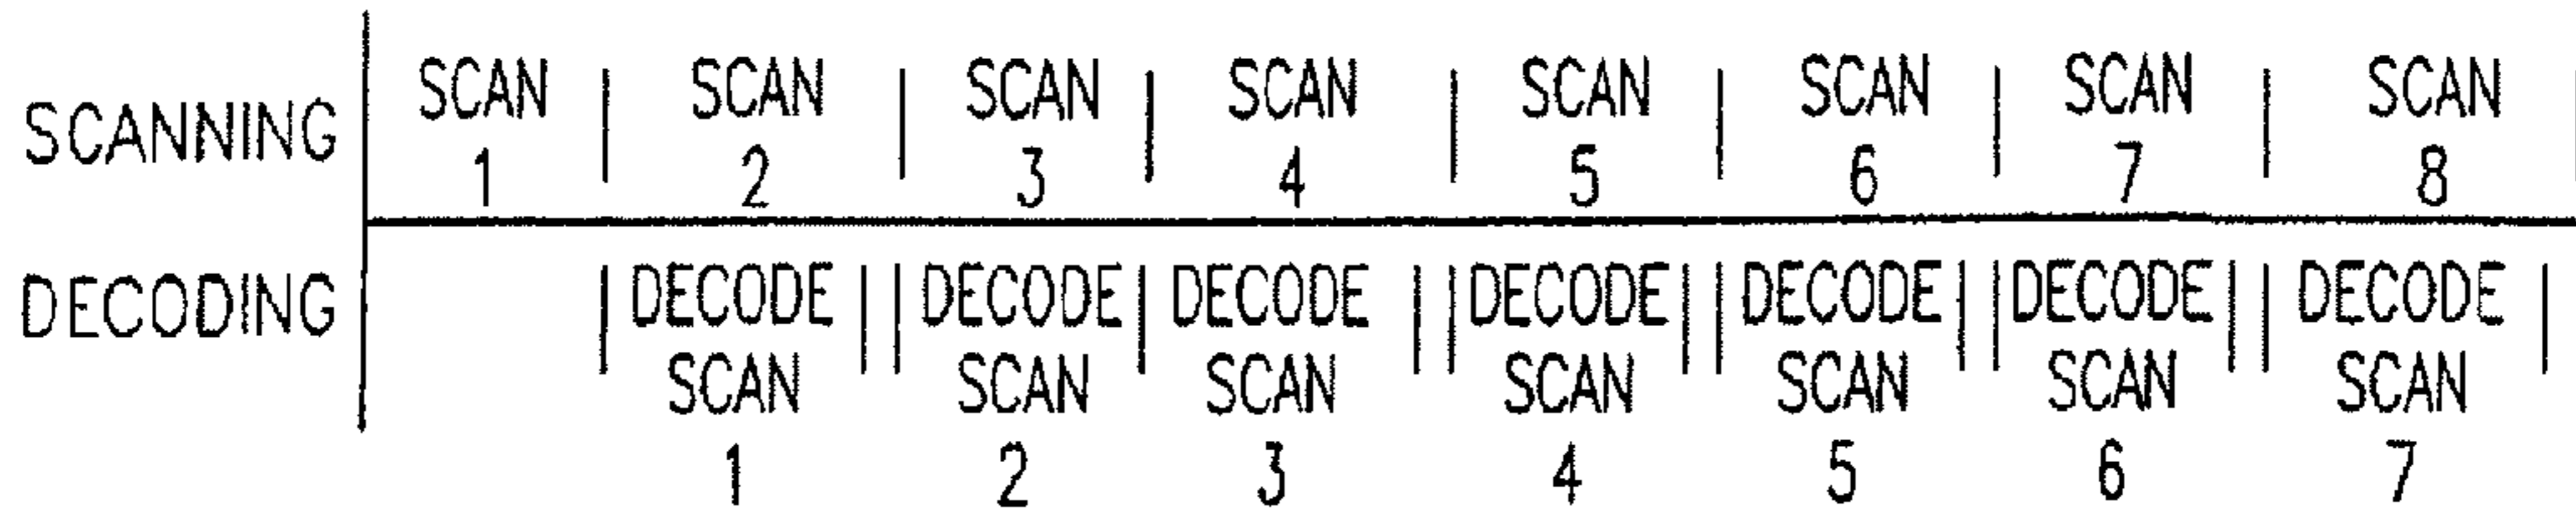 SCANNING SCAN SCAN SCAN SCAN SCAN SCAN SCAN SCAN
1 2 3 4 5 6 7 8
DECODING DECODE DECODE DECODE DECODE DECODE DECODE DECODE
SCAN SCAN SCAN SCAN SCAN SCAN SCAN
1 2 3 4 5 6 7